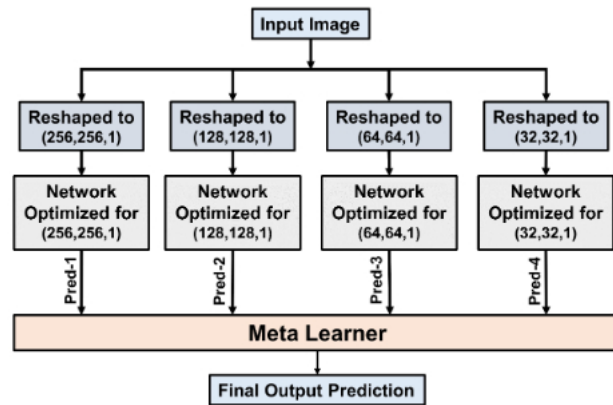 Input Image
Reshaped to
(256,256,1)
Reshaped to
(128,128,1)
Reshaped to
(64,64,1)
Reshaped to
(32,32,1)
Network
Optimized for
(256,256,1)
Network
Optimized for
(128,128,1)
Network
Optimized for
(64,64,1)
Network
Optimized for
(32,32,1)
Pred-1
Pred-2
Pred-3
Pred-4
Meta Learner
Final Output Prediction